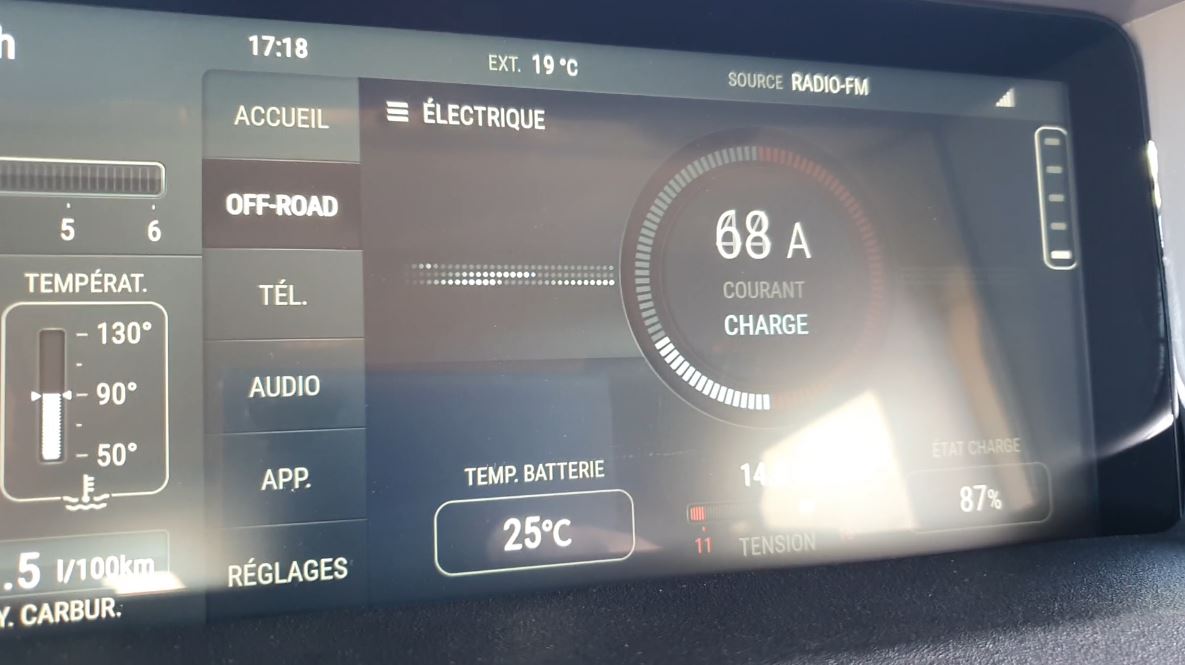 h
17:18
EXT. 19 °C
SOURCE RADIO-FM
ACCUEIL
ÉLECTRIQUE
OFF-ROAD
5 6
A
COURANT
CHARGE
TEMPÉRAT.
130°
90°
50°
TÉL.
AUDIO
APP.
RÉGLAGES
TEMP. BATTERIE
25°C
11
TENSION
ÉTAT CHARGE
87%
.5 l/100km
Y. CARBUR.